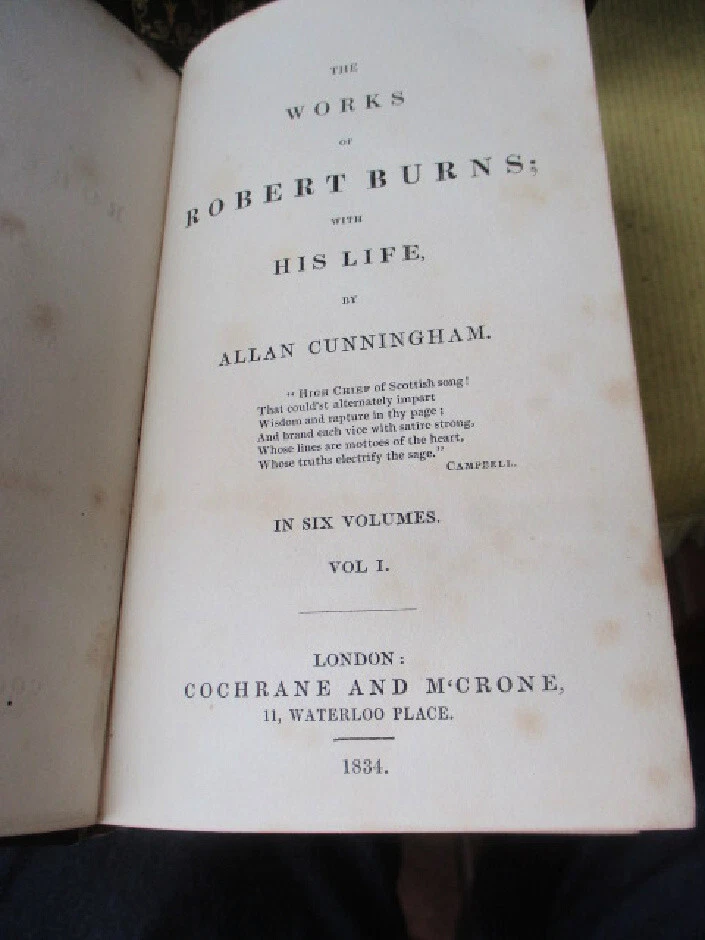 THE
WORKS
OF
ROBERT BURNS;
WITH
HIS LIFE,
BY
ALLAN CUNNINGHAM.
"HIGH CHIEF of Scottish song!
That could'st alternately impart
Wisdom and rapture in thy page;
And brand each vice with satire strong,
Whose lines are mottoes of the heart,
Whose truths electrify the sage."
CAMPBELL.
IN SIX VOLUMES.
VOL I.
LONDON:
COCHRANE AND M'CRONE,
11, WATERLOO PLACE.
1834.